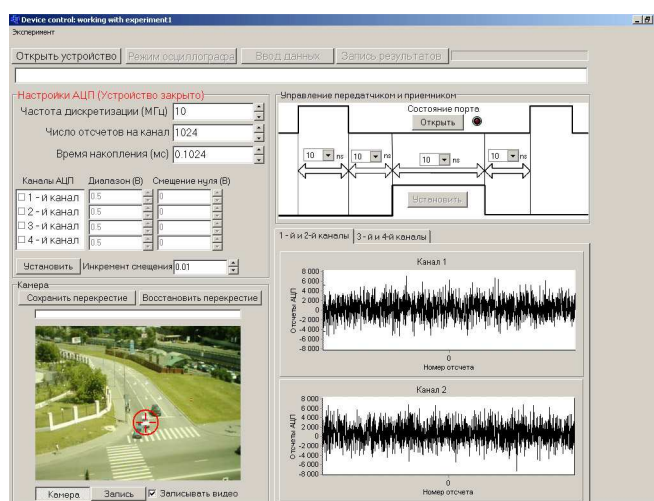 Device control: working with experiment1
Эксперимент
Открыть устройство Режим осциллографа Ввод данных Запись результатов
Настройки АЦП (Устройство закрыто)
Частота дискретизации (МГц) 10
Число отсчетов на канал 1024
Время накопления (мс) 0.1024
Каналы АЦП Диапазон (В) Смещение нуля (В)
1 - й канал 0.5 0
2 - й канал 0.5 0
3 - й канал 0.5 0
4 - й канал 0.5 0
Установить Инкремент смещения 0.01
Камера
Сохранить перекрестие Восстановить перекрестие
Камера Запись Записывать видео
Управление передатчиком и приемником
Состояние порта
Открыть
10 ns 10 ns 10 ns 10 ns
Установить
1 - й и 2-й каналы 3 - й и 4-й каналы
Канал 1
Отсчеты АЦП
8 000
6 000
4 000
2 000
0
-2 000
-4 000
-6 000
-8 000
0
Номер отсчета
Канал 2
Отсчеты АЦП
8 000
6 000
4 000
2 000
0
-2 000
-4 000
-6 000
-8 000
0
Номер отсчета